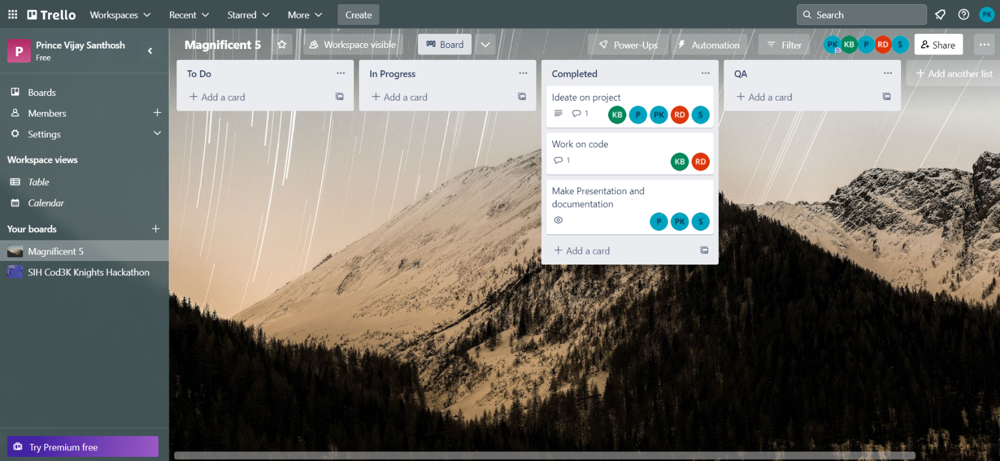 Trello Workspaces Recent Starred More Create Search PK
P Prince Vijay Santhosh
Free
Boards
Members
Settings
Workspace views
Table
Calendar
Your boards
Magnificent 5
SIH Cod3K Knights Hackathon
Try Premium free
Magnificent 5 Workspace visible Board Power-Ups Automation Filter PK KB P RD S Share
To Do
Add a card
In Progress
Add a card
Completed
Ideate on project
1 KB P PK RD S
Work on code
1 KB RD
Make Presentation and
documentation
P PK S
Add a card
QA
Add a card
Add another list